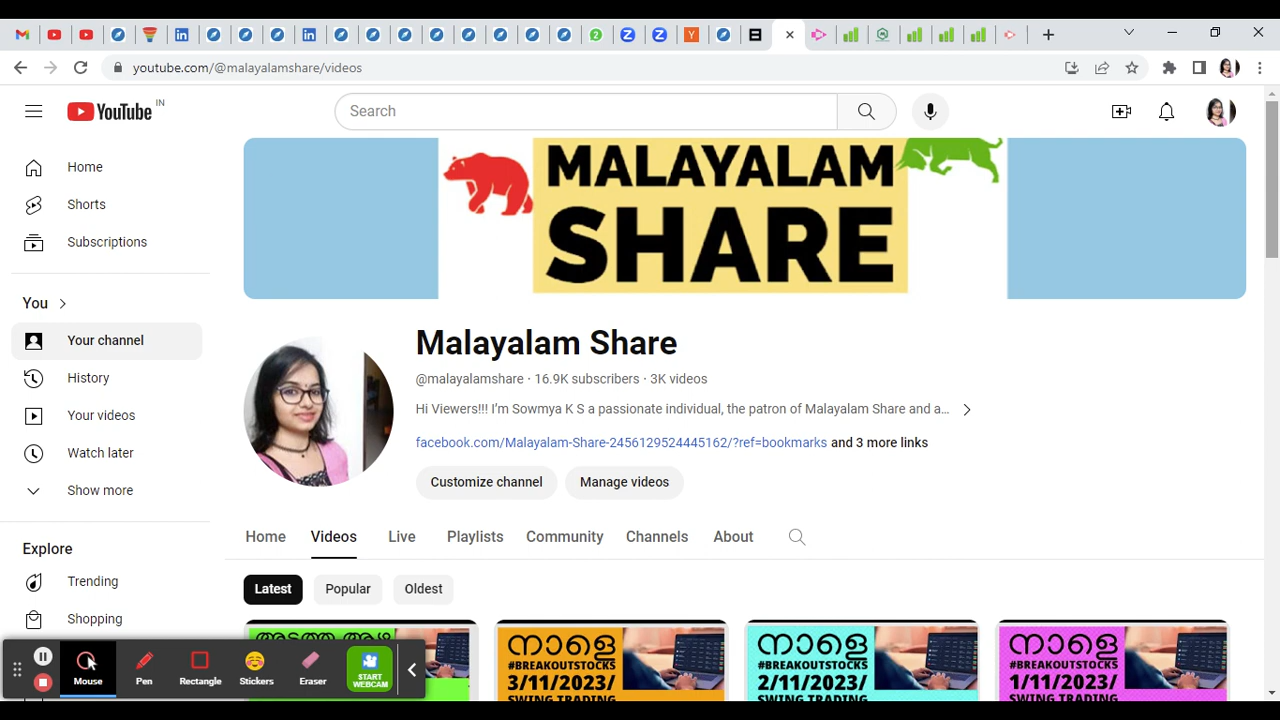 youtube.com/@malayalamshare/videos
YouTube IN
Search
Home
Shorts
Subscriptions
You
Your channel
History
Your videos
Watch later
Show more
Explore
Trending
Shopping
MALAYALAM
SHARE
Malayalam Share
@malayalamshare · 16.9K subscribers · 3K videos
Hi Viewers!!! I'm Sowmya K S a passionate individual, the patron of Malayalam Share and a...
facebook.com/Malayalam-Share-2456129524445162/?ref=bookmarks and 3 more links
Customize channel
Manage videos
Home Videos Live Playlists Community Channels About
Latest Popular Oldest
നാളെ
#BREAKOUTSTOCKS
3/11/2023/
SWING TRADING
നാളെ
#BREAKOUTSTOCKS
2/11/2023/
SWING TRADING
നാളെ
#BREAKOUTSTOCKS
1/11/2023/
SWING TRADING
Mouse Pen Rectangle Stickers Eraser
START
WEBCAM